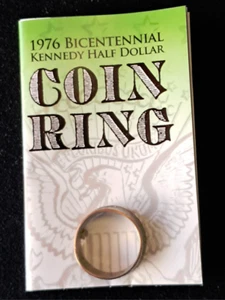 1976 BICENTENNIAL
KENNEDY HALF DOLLAR
COIN
RING